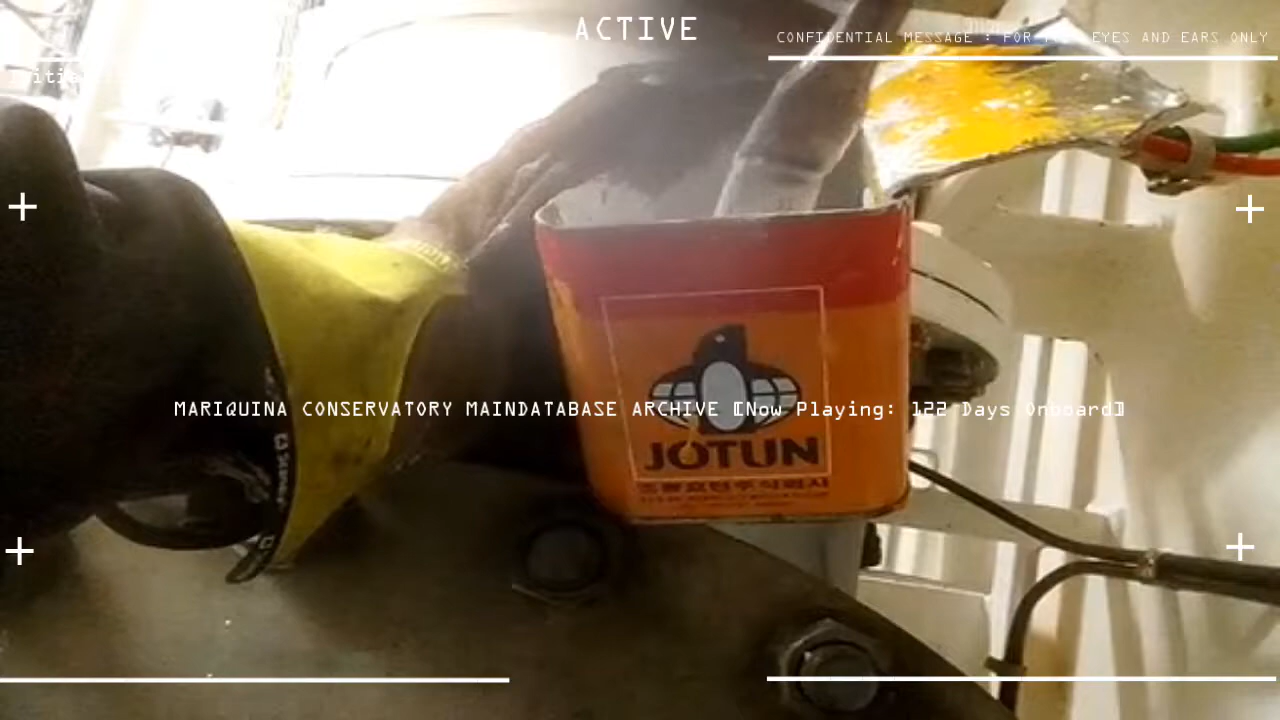 ACTIVE
CONFIDENTIAL MESSAGE : FOR EYES AND EARS ONLY
MARIQUINA CONSERVATORY MAINDATABASE ARCHIVE [Now Playing: 122 Days Onboard]
JOTUN